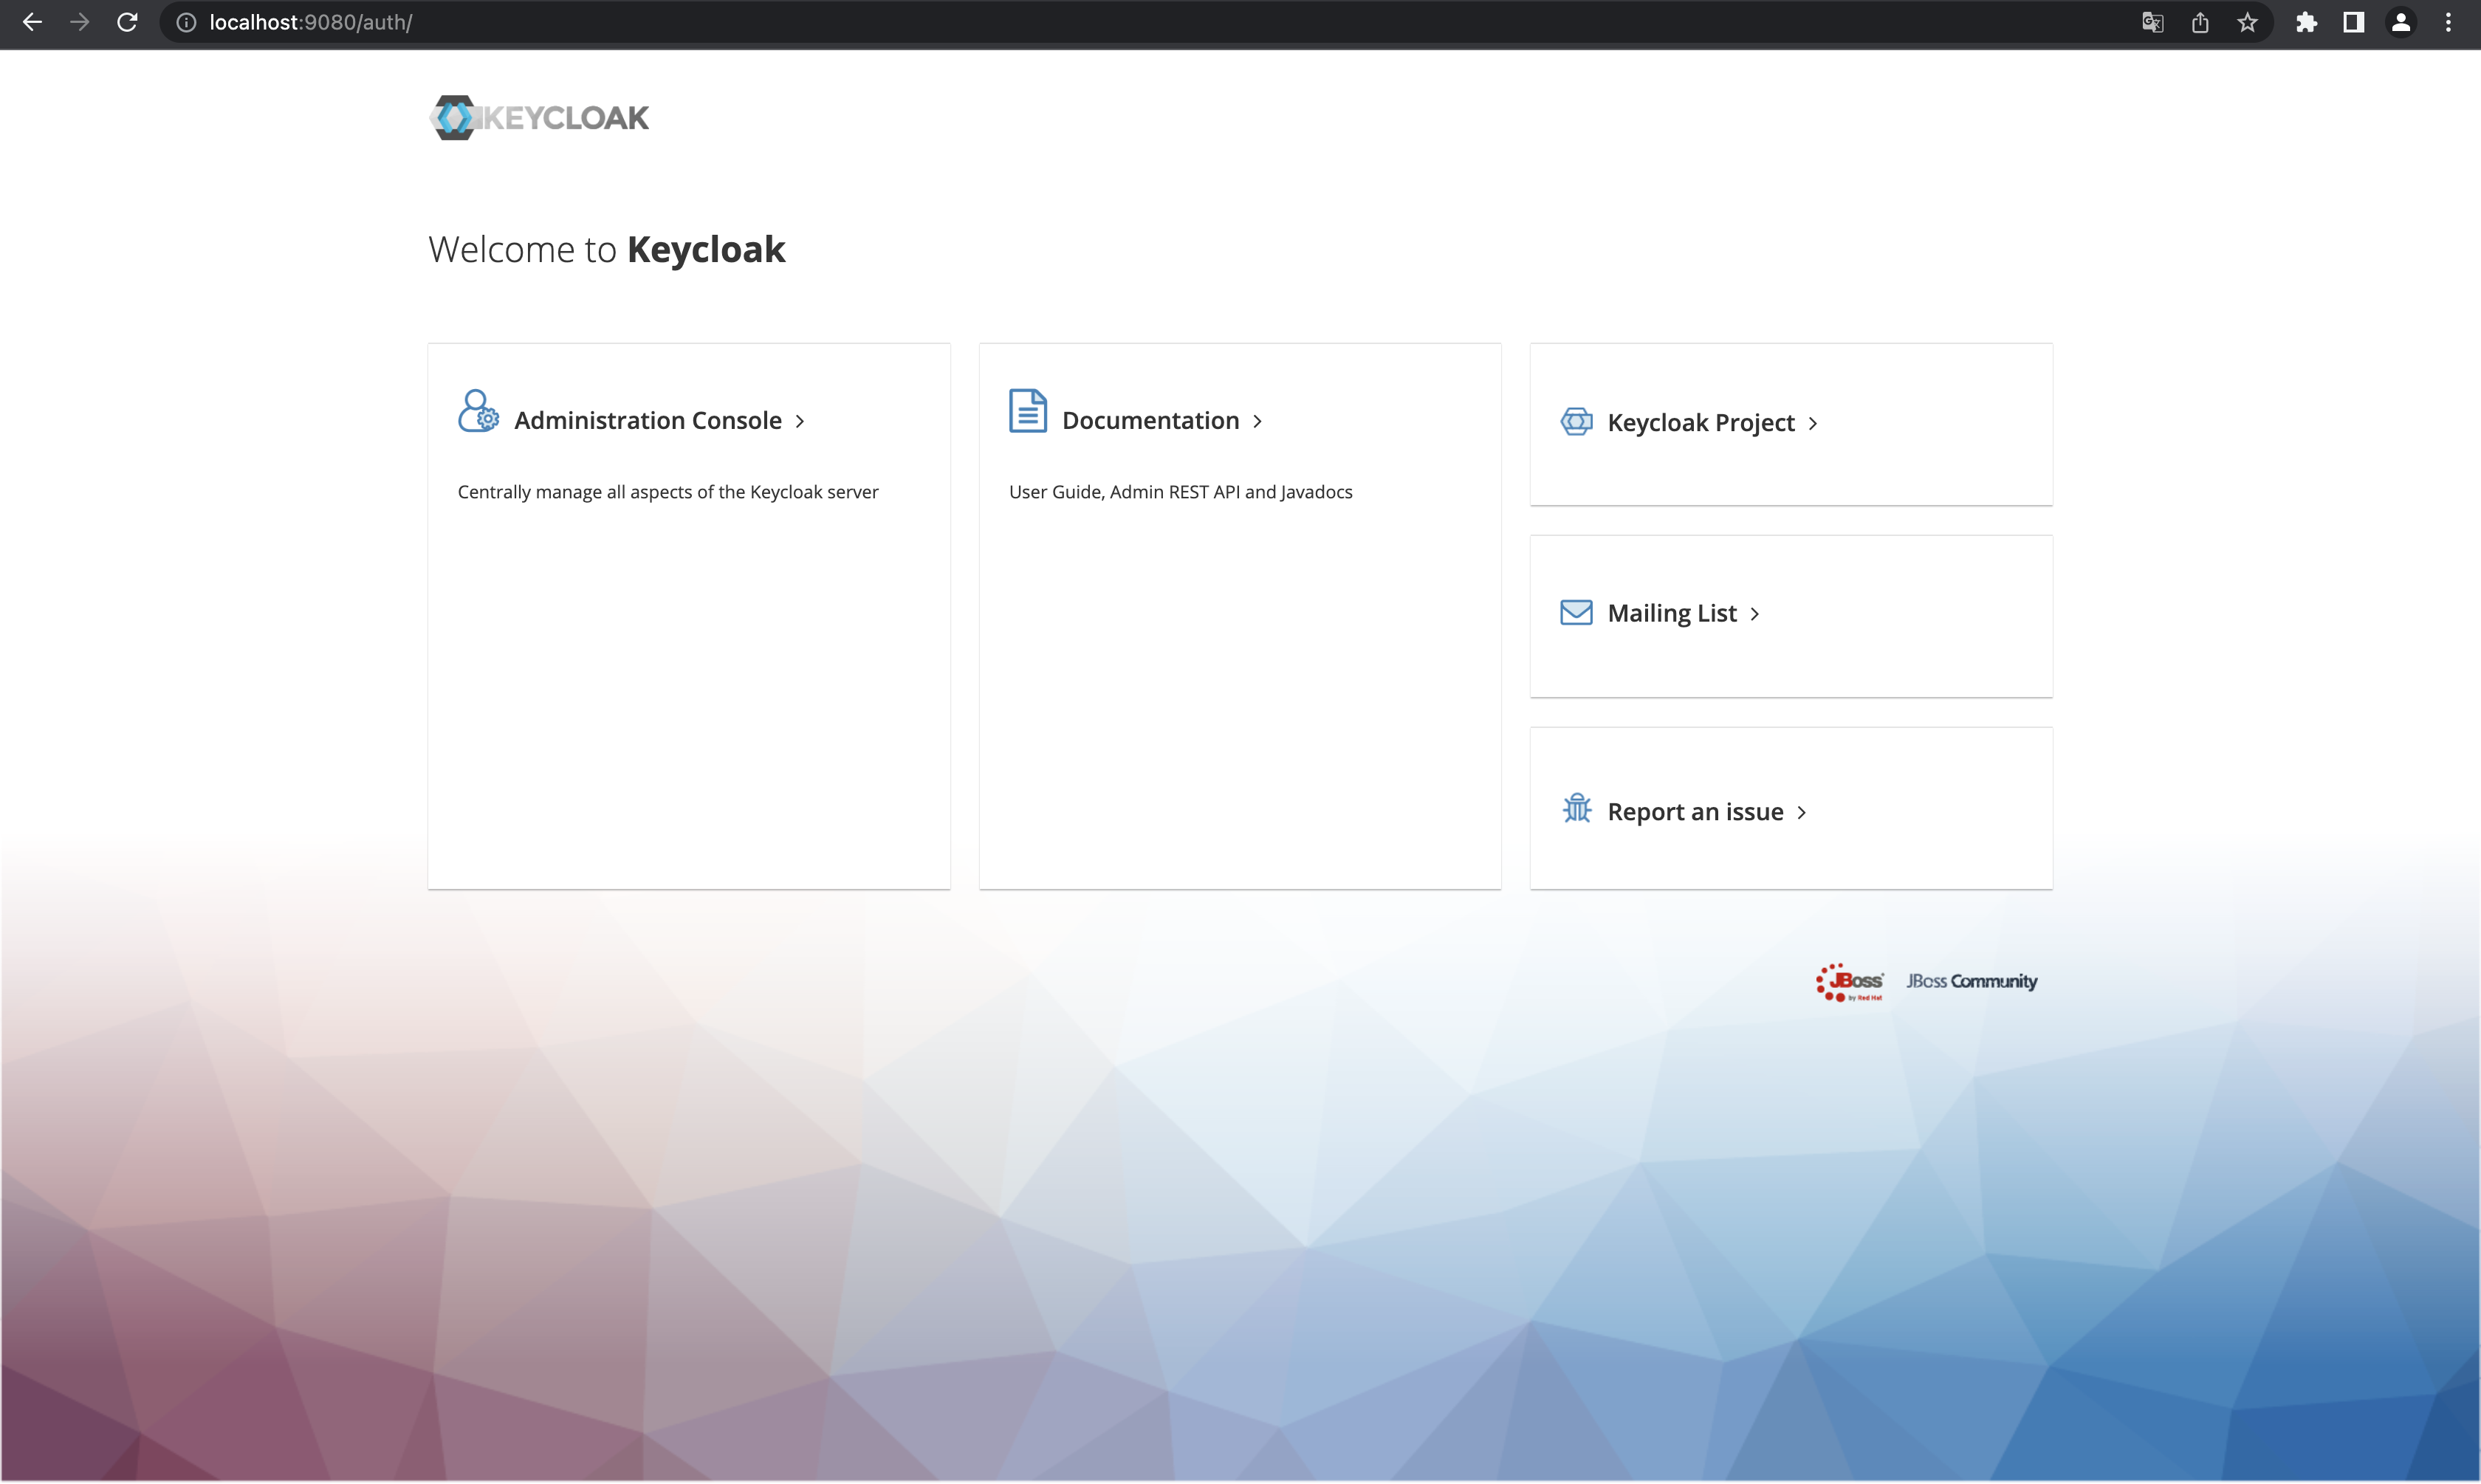 localhost:9080/auth/
KEYCLOAK
Welcome to Keycloak
Administration Console
Centrally manage all aspects of the Keycloak server
Documentation
User Guide, Admin REST API and Javadocs
Keycloak Project
Mailing List
Report an issue
JBoss
by Red Hat
JBoss Community